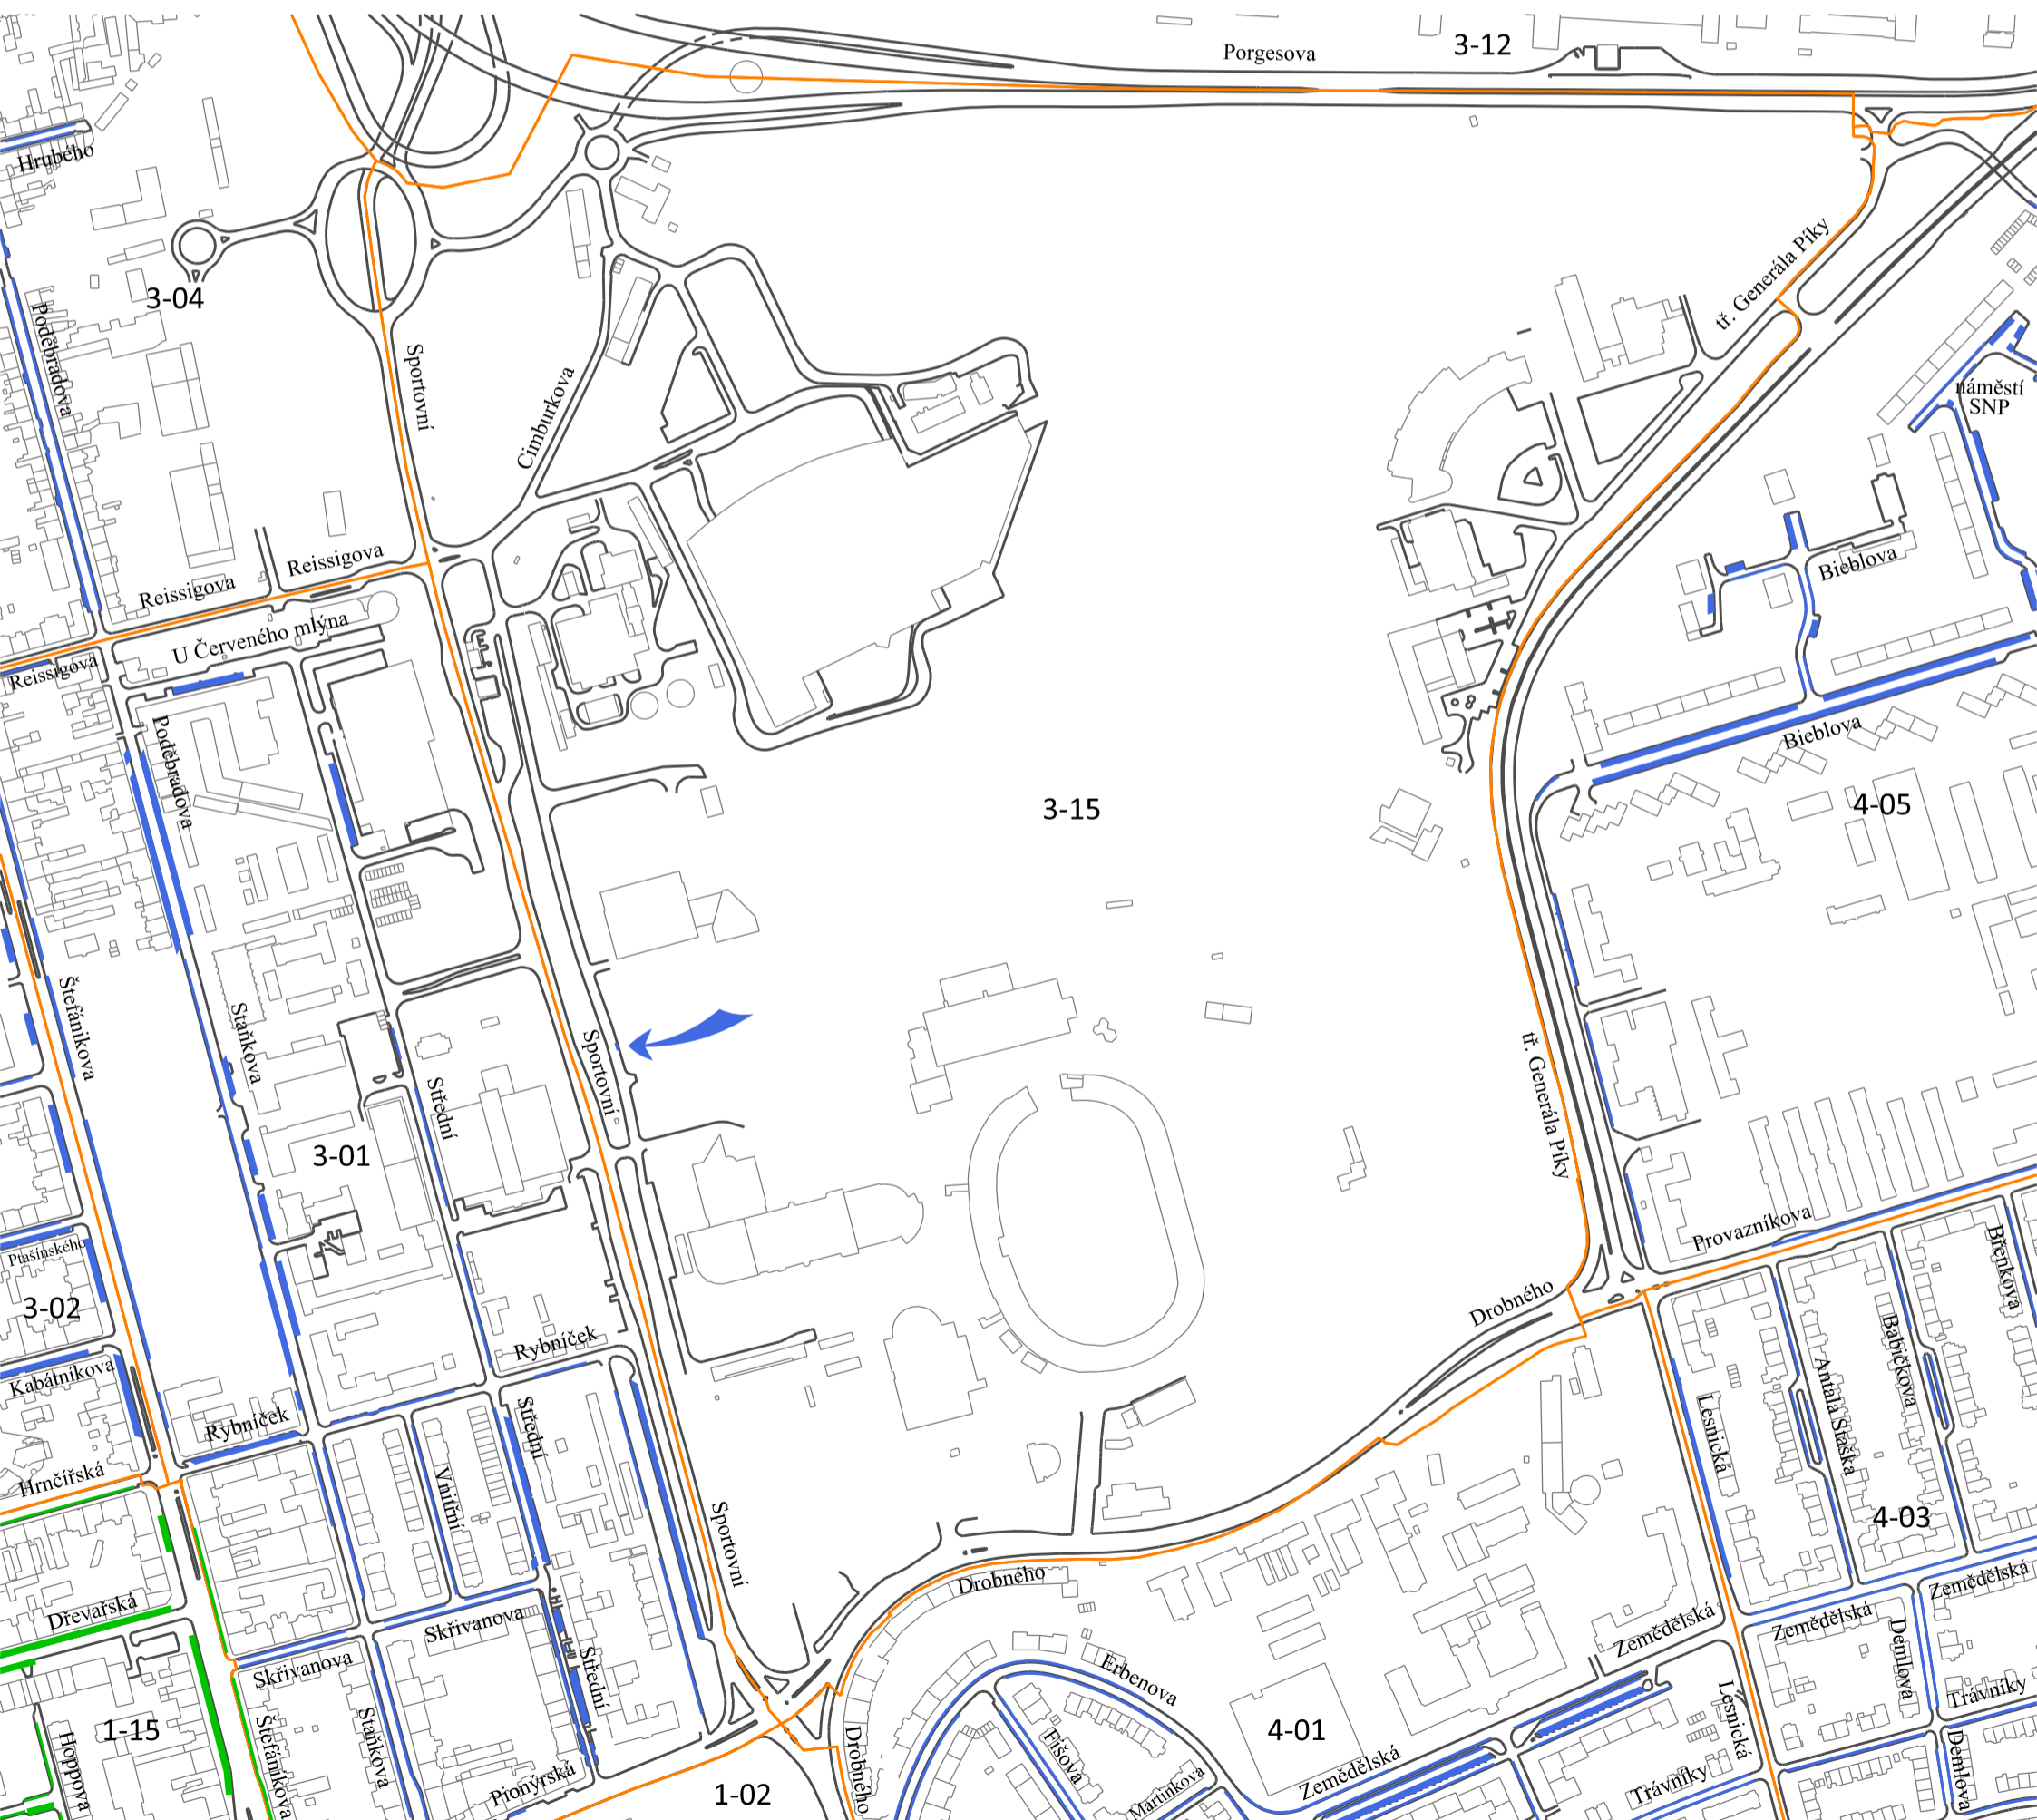 Porgesova
3-12
Hrubého
tř. Generála Píky
3-04
Poděbradova
Sportovní
Cimburkova
náměstí
SNP
Reissigova
Reissigova
Bieblova
U Červeného mlýna
Reissigova
Poděbradova
Bieblova
3-15
4-05
Štefánikova
Staňkova
Sportovní
tř. Generála Píky
Střední
3-01
Provazníkova
Ptašínského
Břenkova
3-02
Drobného
Rybníček
Babičkova
Kabátníkova
Antala Staška
Lesnická
Rybníček
Střední
Hrnčířská
Vnitřní
Sportovní
4-03
Drobného
Zemědělská
Dřevařská
Skřivanova
Zemědělská
Zemědělská
Demlova
Skřivanova
Střední
Erbenova
Trávníky
Lesnická
1-15
Staňkova
Štefánikova
Hoppova
4-01
Drobného
Fišova
Demlova
Zemědělská
Pionýrská
Martinkova
Trávníky
1-02